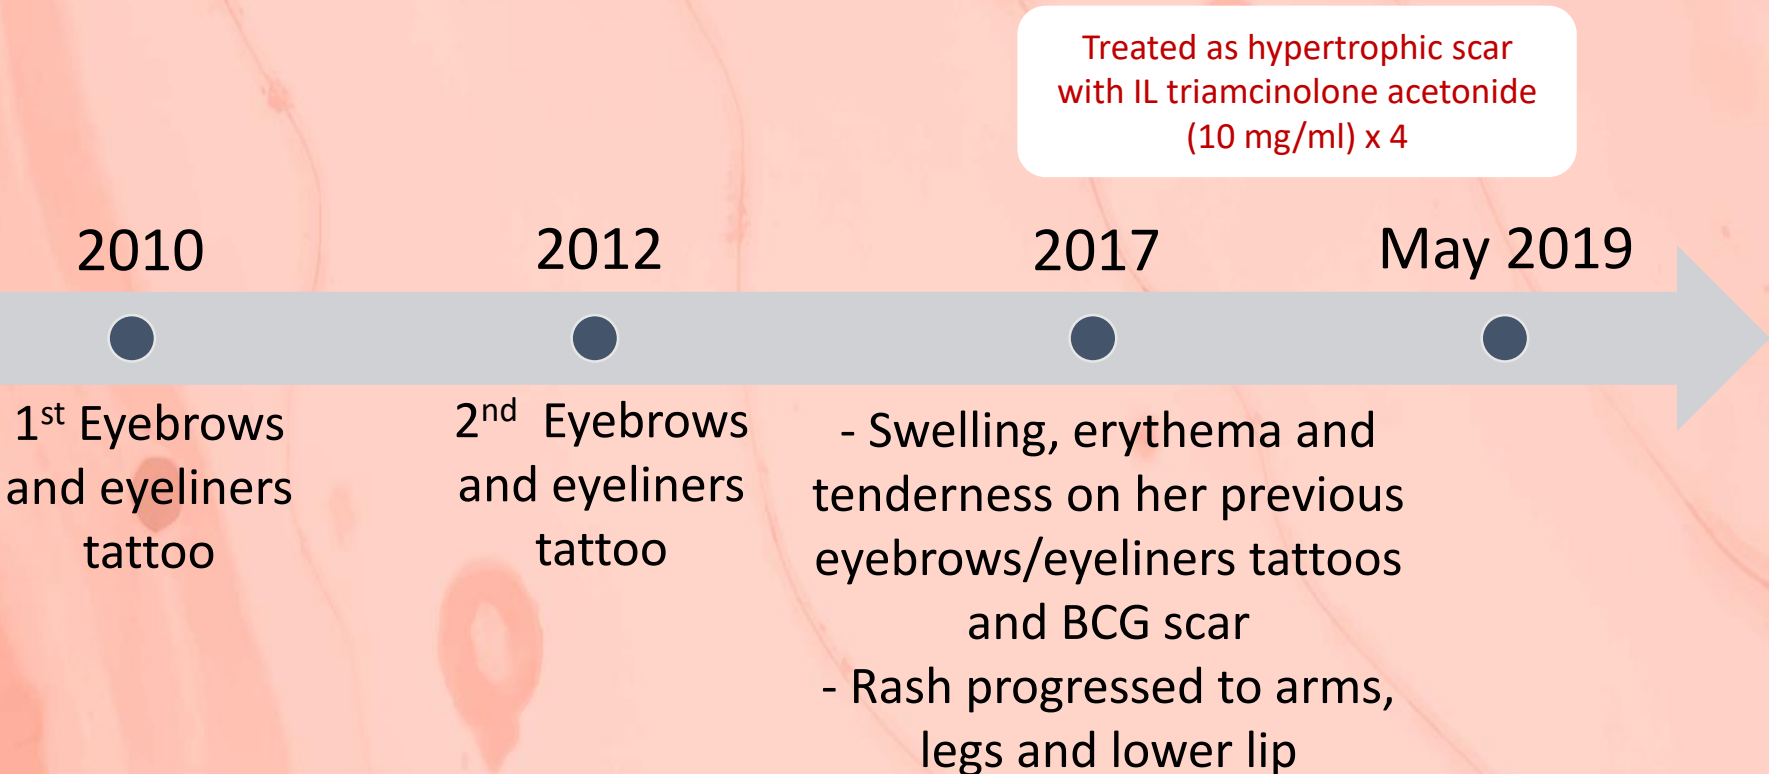 Treated as hypertrophic scar
with IL triamcinolone acetonide
(10 mg/ml) x 4
2010
2012
2017
May 2019
1st Eyebrows
and eyeliners
tattoo
2nd Eyebrows
and eyeliners
tattoo
- Swelling, erythema and
tenderness on her previous
eyebrows/eyeliners tattoos
and BCG scar
- Rash progressed to arms,
legs and lower lip